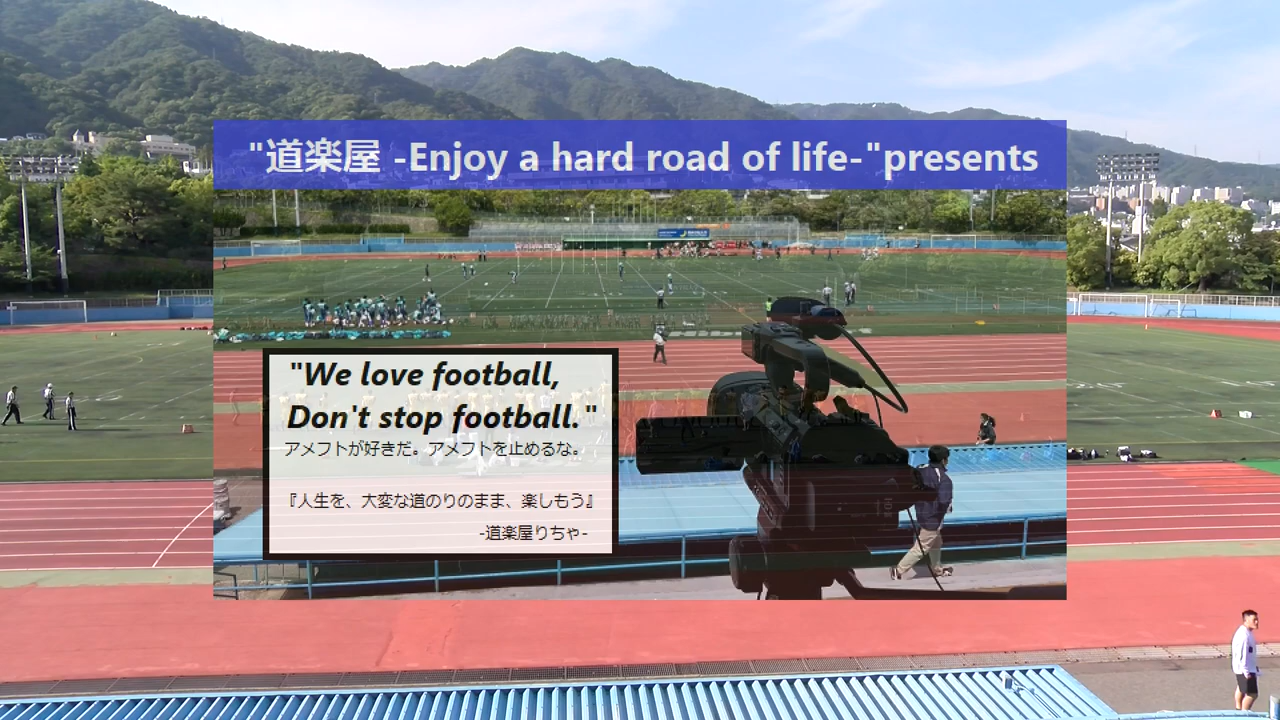 "道楽屋 -Enjoy a hard road of life-"presents
"We love football,
Don't stop football."
アメフトが好きだ。アメフトを止めるな。
『人生を、大変な道のりのまま、楽しもう』
-道楽屋りちゃ-